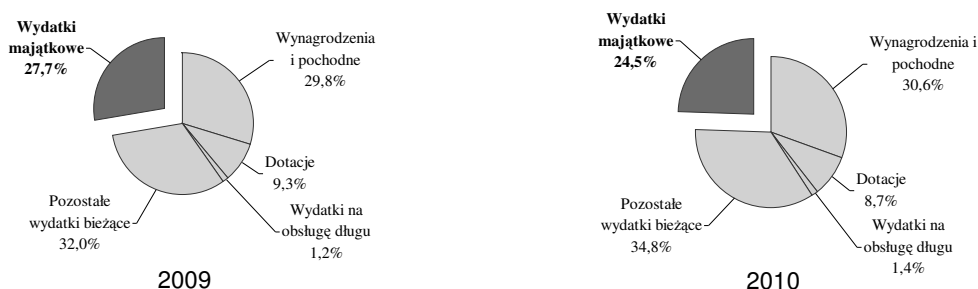 Wydatki
majątkowe
27,7%
Wynagrodzenia
i pochodne
29,8%
Dotacje
9,3%
Wydatki na
obsługę długu
1,2%
Pozostałe
wydatki bieżące
32,0%
2009
Wydatki
majątkowe
24,5%
Wynagrodzenia i
pochodne
30,6%
Dotacje
8,7%
Wydatki na
obsługę długu
1,4%
Pozostałe
wydatki bieżące
34,8%
2010